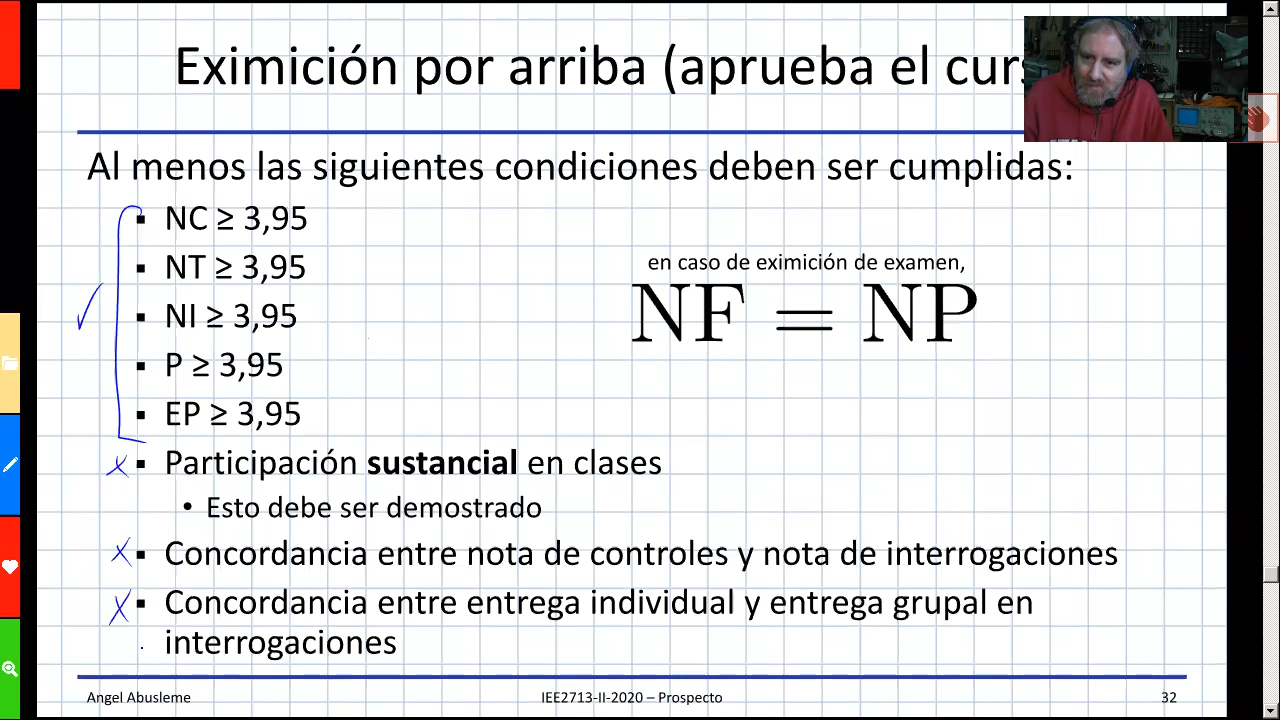 Eximición por arriba (aprueba el curs
Al menos las siguientes condiciones deben ser cumplidas:
▪ NC ≥ 3,95
▪ NT ≥ 3,95
▪ NI ≥ 3,95
▪ P ≥ 3,95
▪ EP ≥ 3,95
en caso de eximición de examen,
NF = NP
x ▪ Participación sustancial en clases
• Esto debe ser demostrado
x ▪ Concordancia entre nota de controles y nota de interrogaciones
x ▪ Concordancia entre entrega individual y entrega grupal en
interrogaciones
Angel Abusleme
IEE2713-II-2020 – Prospecto
32